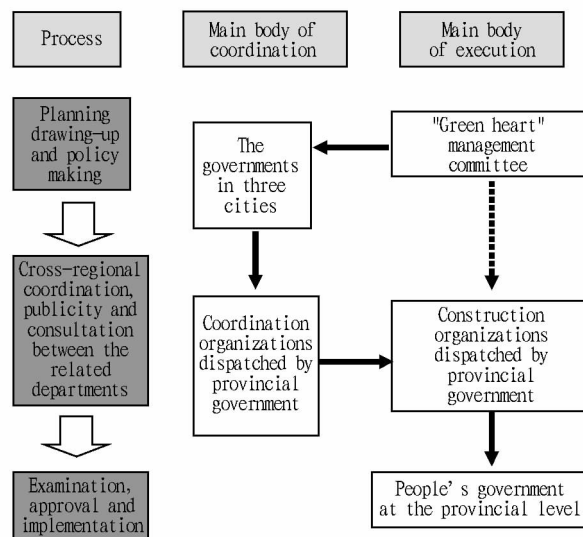 Process
Main body of
coordination
Main body
of execution
Planning
drawing-up
and policy
making
The
governments
in three
cities
"Green heart"
management
committee
Cross-regional
coordination,
publicity and
consultation
between the
related
departments
Coordination
organizations
dispatched by
provincial
government
Construction
organizations
dispatched by
provincial
government
Examination,
approval and
implementation
People's government
at the provincial level